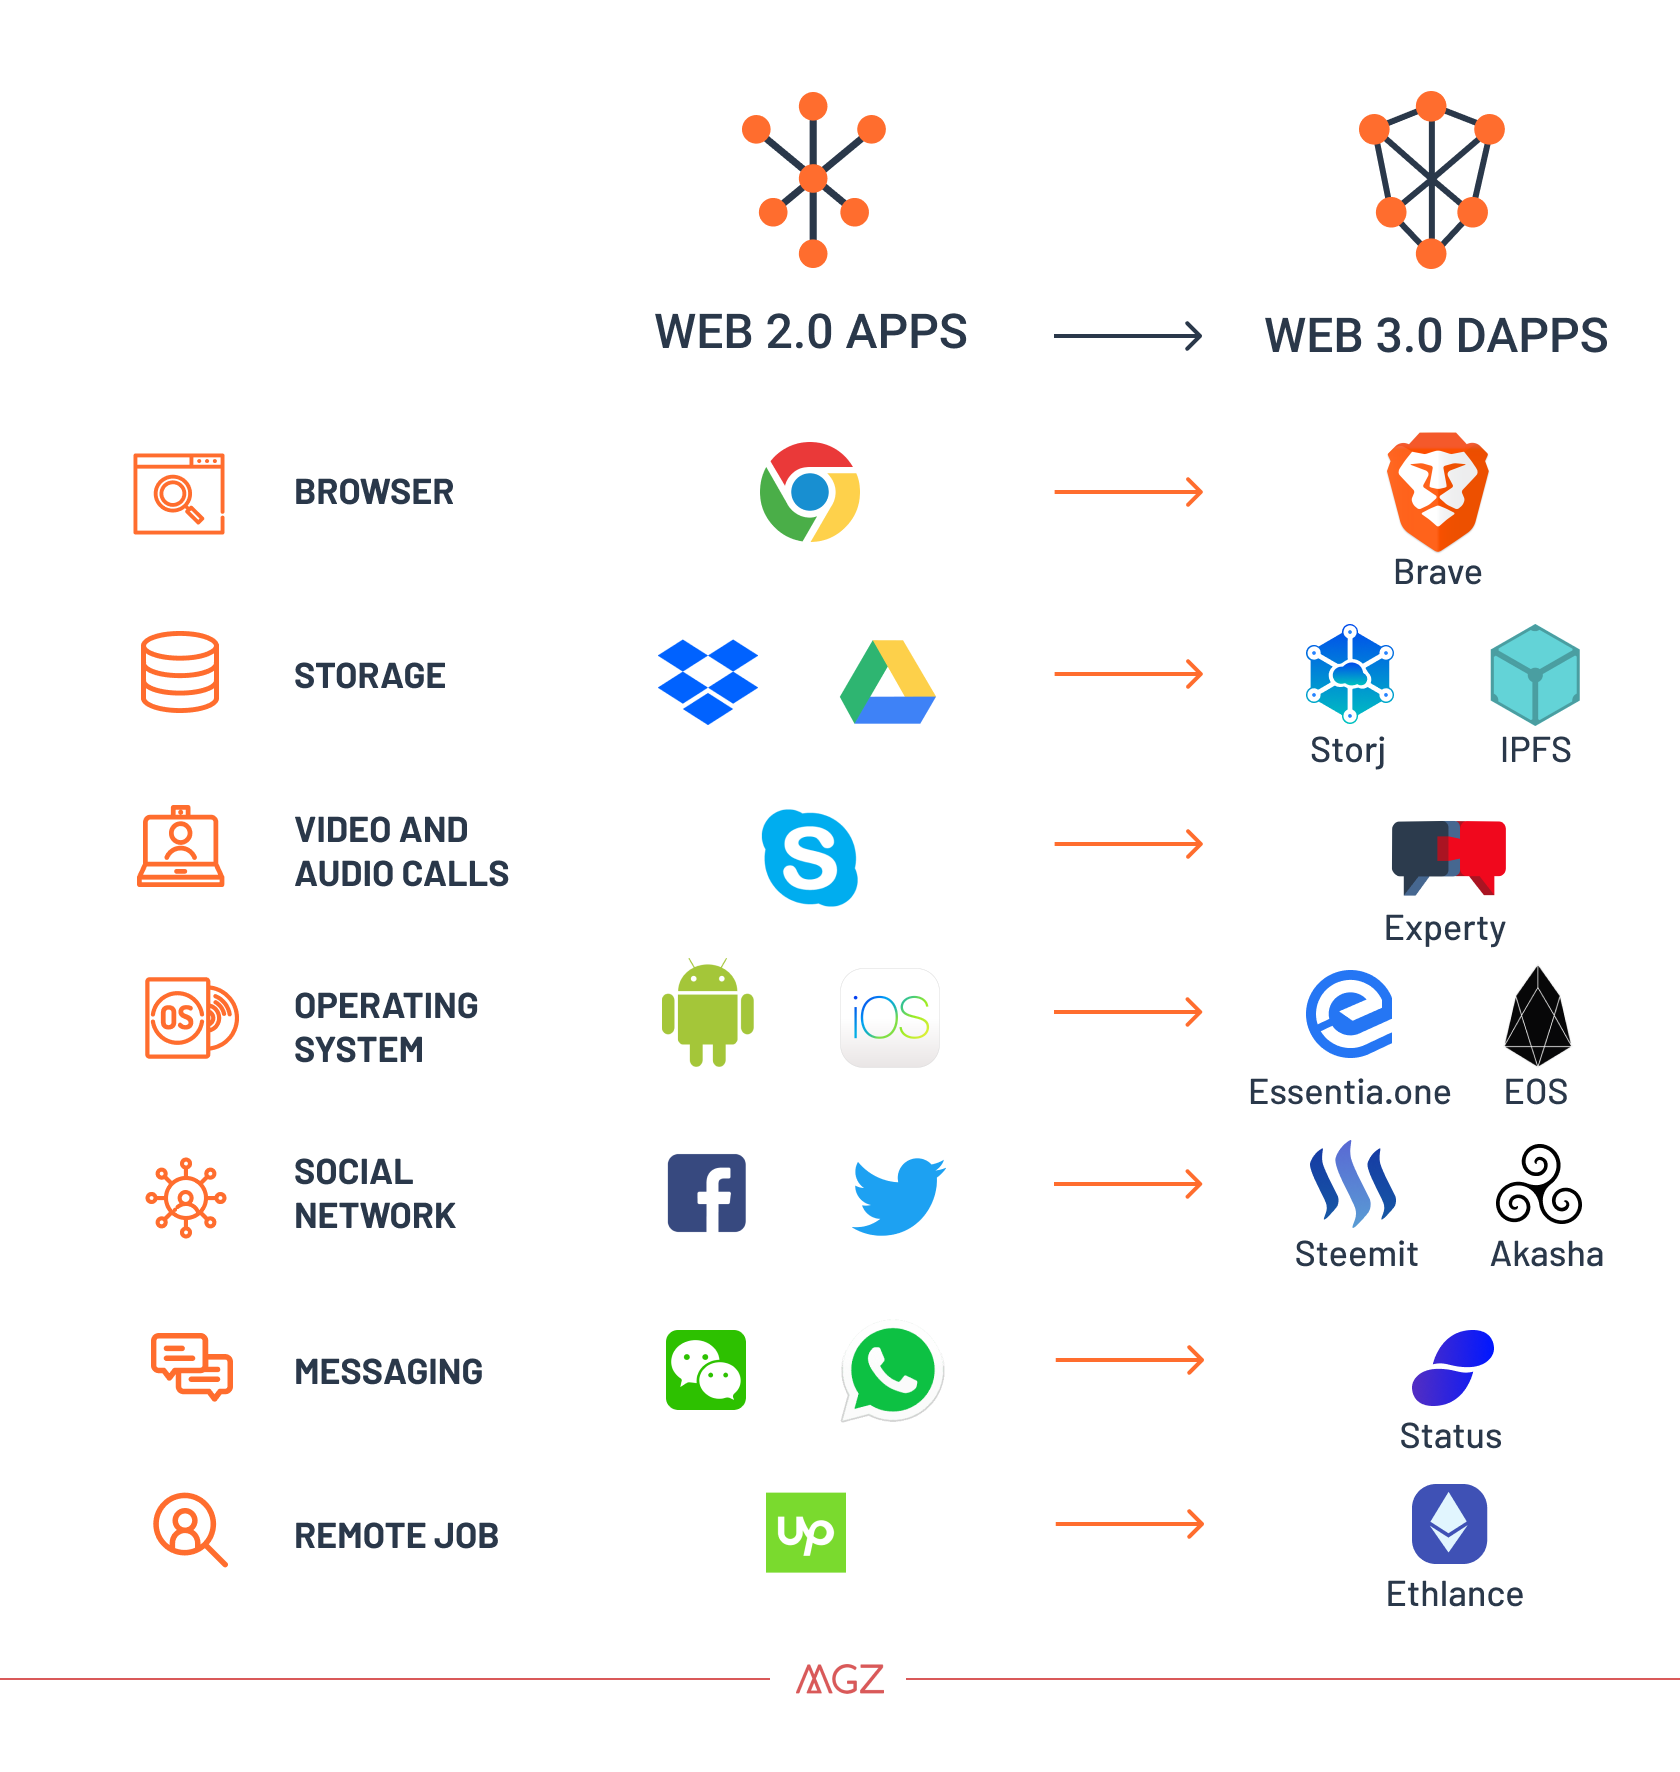 WEB 2.0 APPS
WEB 3.0 DAPPS
BROWSER
Brave
STORAGE
Storj
IPFS
VIDEO AND
AUDIO CALLS
S
Experty
OS
OPERATING
SYSTEM
iOS
Essentia.one
EOS
SOCIAL
NETWORK
f
Steemit
Akasha
MESSAGING
Status
REMOTE JOB
up
Ethlance
MGZ